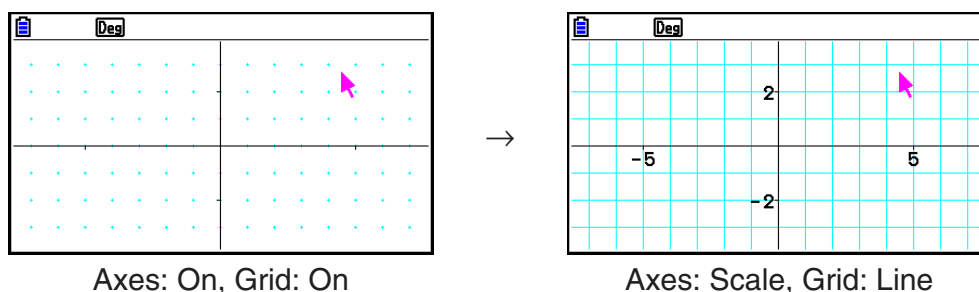 Deg
Deg
2
-5
5
-2
→
Axes: On, Grid: On
Axes: Scale, Grid: Line